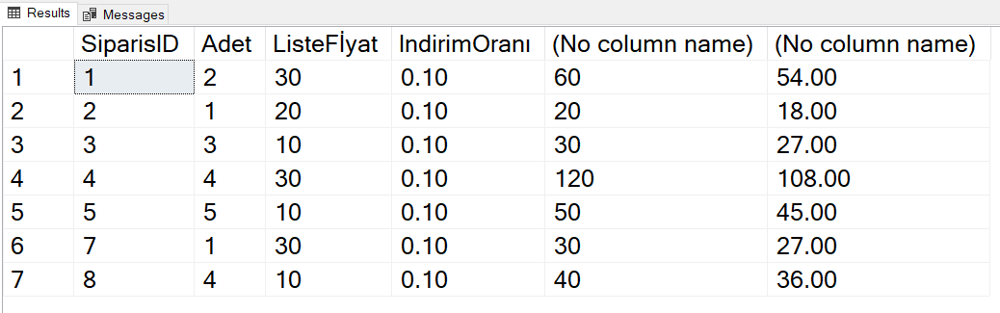 Results Messages
SiparisID Adet ListeFİyat IndirimOranı (No column name) (No column name)
1 1 2 30 0.10 60 54.00
2 2 1 20 0.10 20 18.00
3 3 3 10 0.10 30 27.00
4 4 4 30 0.10 120 108.00
5 5 5 10 0.10 50 45.00
6 7 1 30 0.10 30 27.00
7 8 4 10 0.10 40 36.00